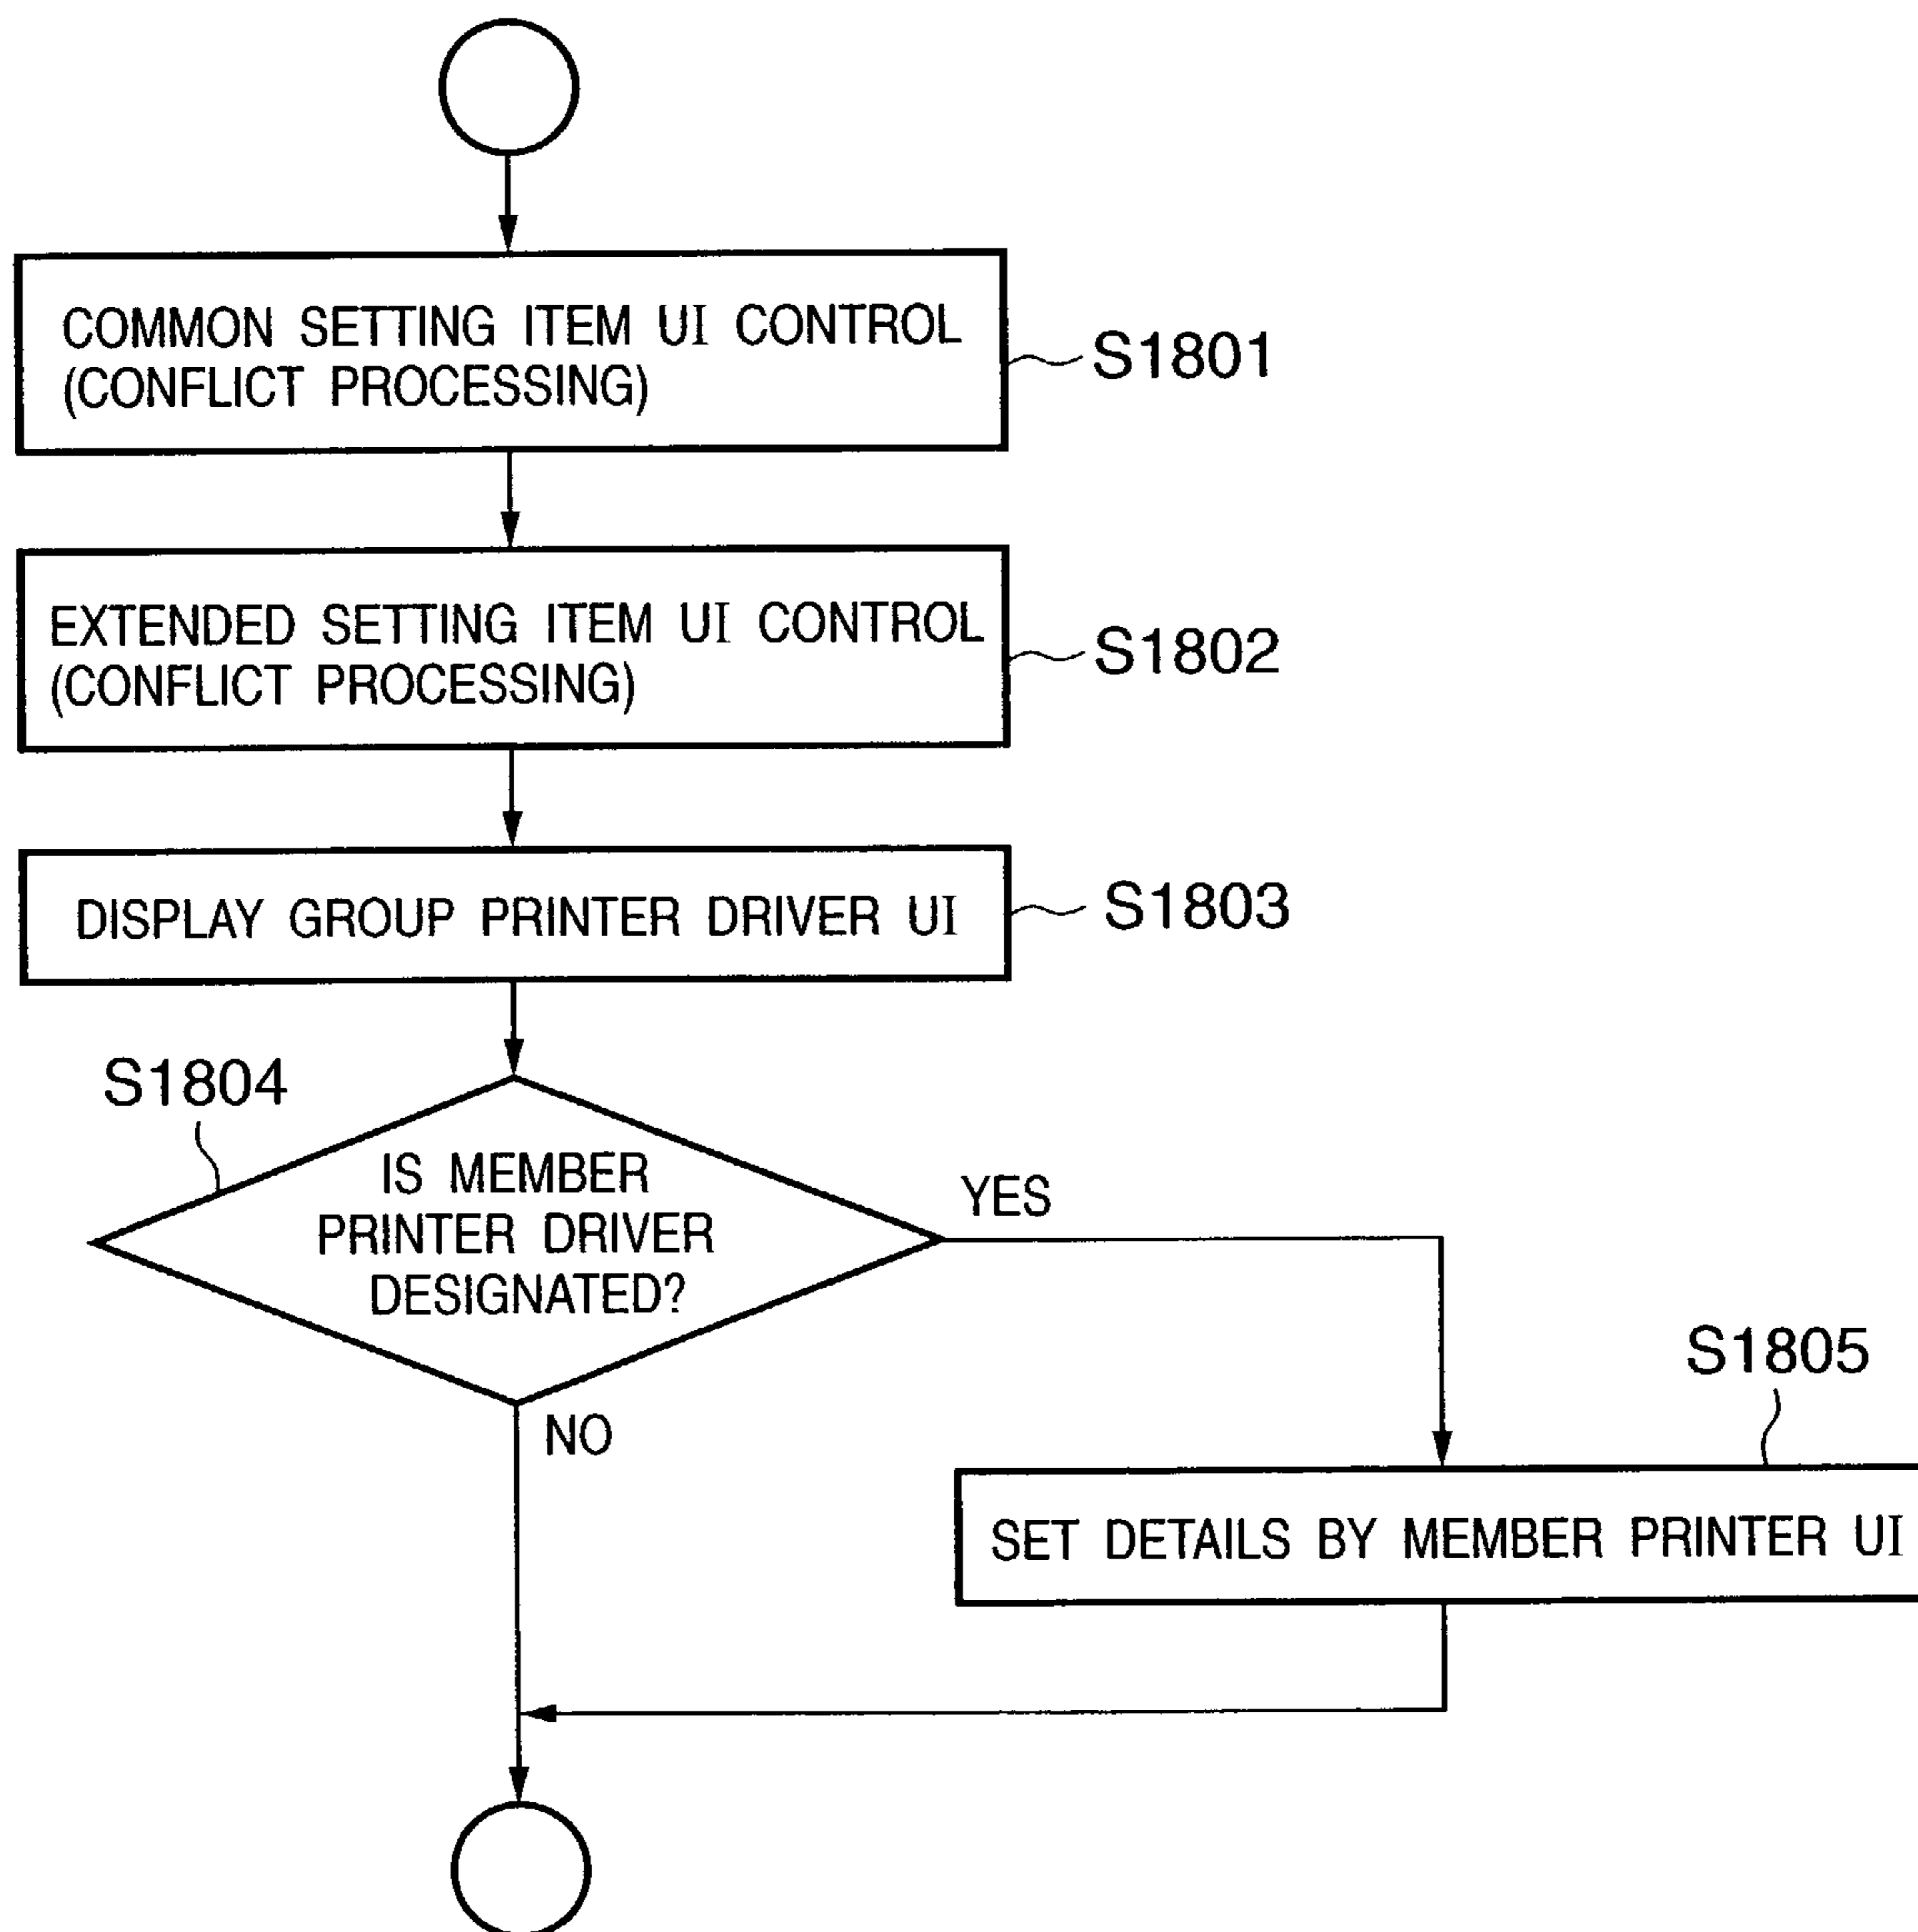 COMMON SETTING ITEM UI CONTROL
(CONFLICT PROCESSING)
S1801
EXTENDED SETTING ITEM UI CONTROL
(CONFLICT PROCESSING)
S1802
DISPLAY GROUP PRINTER DRIVER UI
S1803
S1804
IS MEMBER
PRINTER DRIVER
DESIGNATED?
YES
NO
S1805
SET DETAILS BY MEMBER PRINTER UI